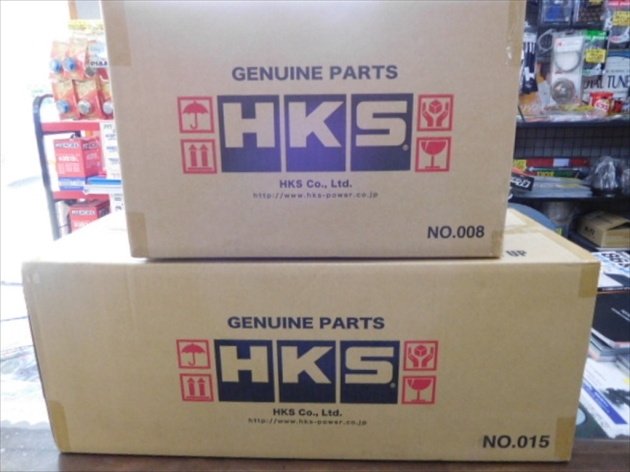 GENUINE PARTS
HKS
HKS Co., Ltd.
http://www.hks-power.co.jp
NO.008
UP
GENUINE PARTS
HKS
HKS Co., Ltd.
http://www.hks-power.co.jp
NO.015